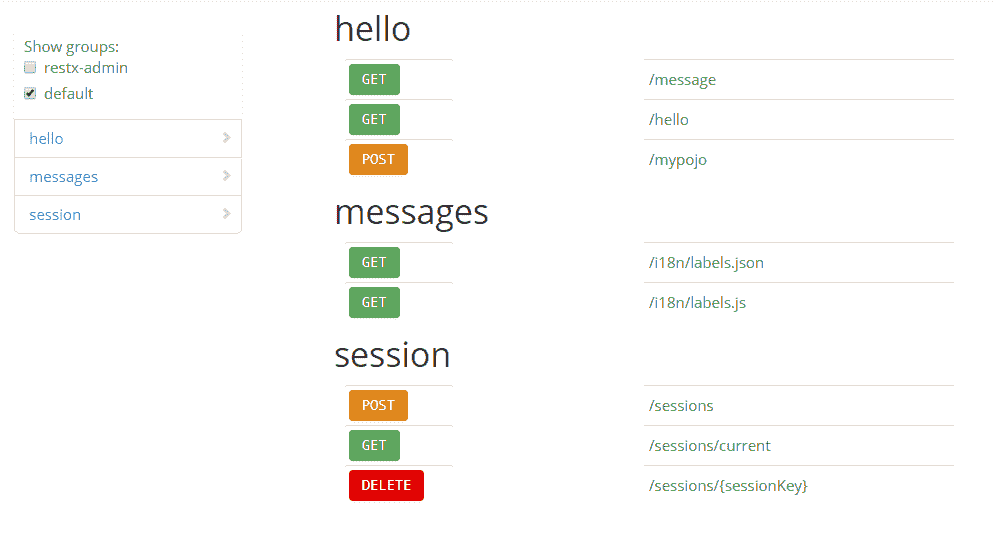 Show groups:
restx-admin
default
hello
messages
session
hello
GET /message
GET /hello
POST /mypojo
messages
GET /i18n/labels.json
GET /i18n/labels.js
session
POST /sessions
GET /sessions/current
DELETE /sessions/{sessionKey}